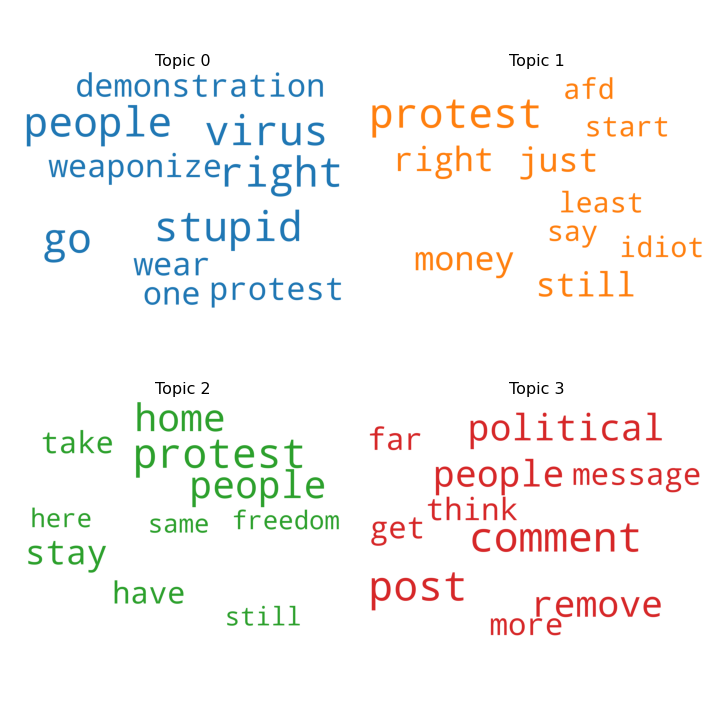 Topic 0
demonstration
people virus
weaponize right
stupid
go
wear
one protest
Topic 1
afd
protest start
right just
least
say idiot
money
still
Topic 2
home
take protest
people
here same freedom
stay
have
still
Topic 3
far political
people message
think
get comment
post remove
more